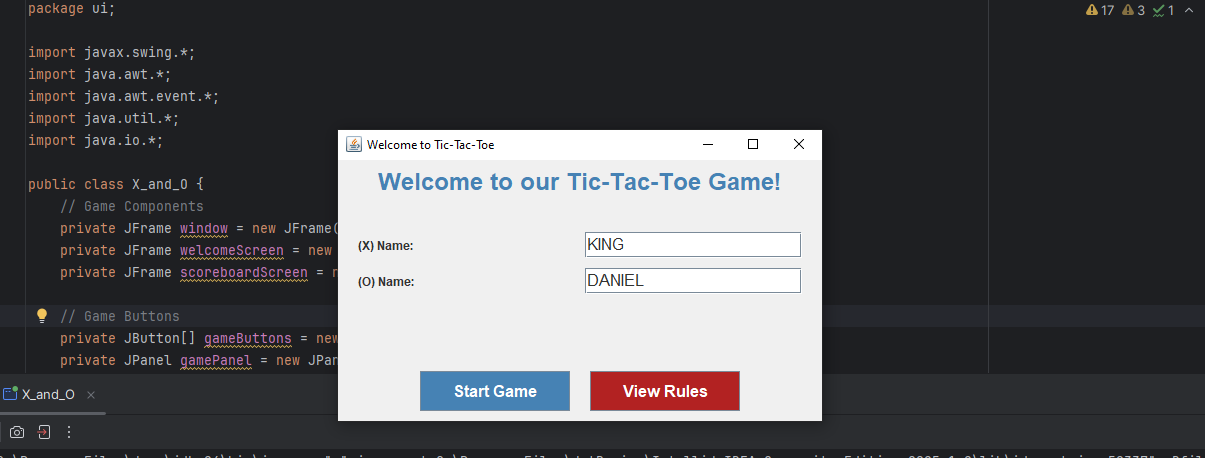 package ui;
17 3 1
import javax.swing.*;
import java.awt.*;
import java.awt.event.*;
import java.util.*;
import java.io.*;
Welcome to Tic-Tac-Toe
Welcome to our Tic-Tac-Toe Game!
public class X_and_O {
// Game Components
private JFrame window = new JFrame(
private JFrame welcomeScreen = new
private JFrame scoreboardScreen =
(X) Name: KING
(O) Name: DANIEL
// Game Buttons
private JButton[] gameButtons = new
private JPanel gamePanel = new JPan
Start Game View Rules
X_and_O